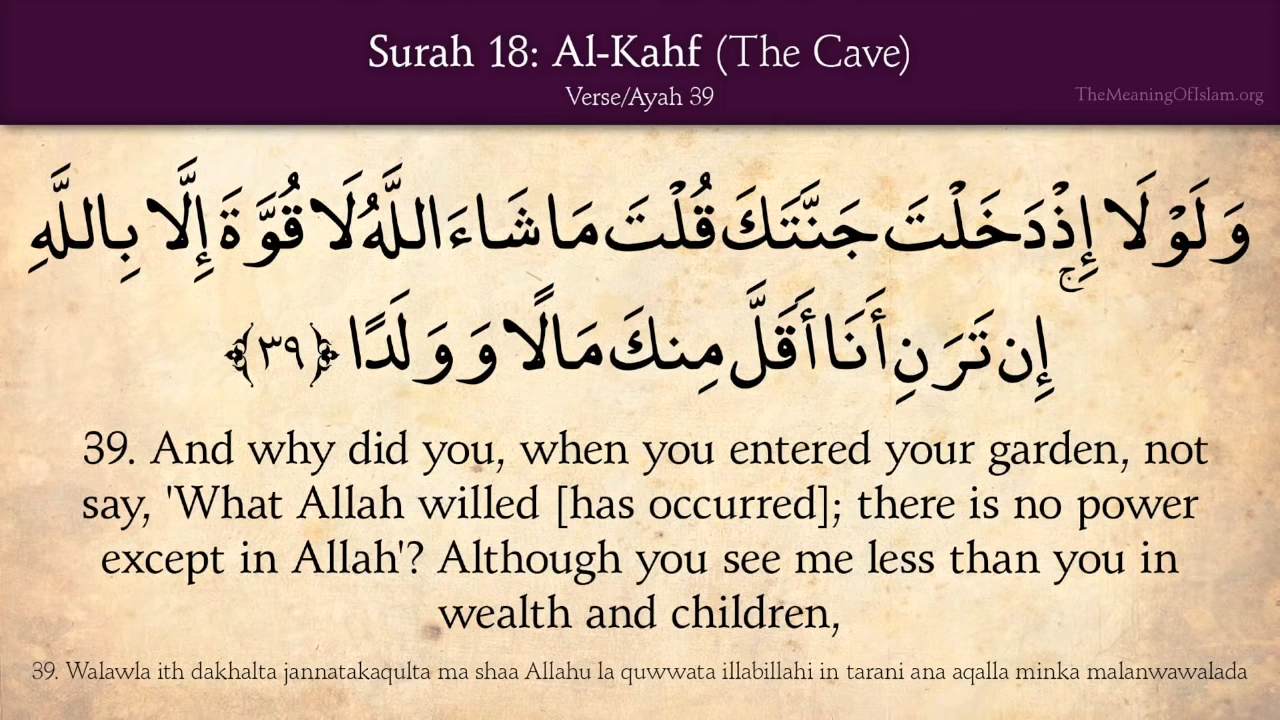 Surah 18: Al-Kahf (The Cave)
Verse/Ayah 39
TheMeaningOfIslam.org
وَلَوْلَا إِذْ دَخَلْتَ جَنَّتَكَ قُلْتَ مَا شَاءَ اللَّهُ لَا قُوَّةَ إِلَّا بِاللَّهِ ۚ
إِن تَرَنِ أَنَا أَقَلَّ مِنكَ مَالًا وَوَلَدًا ﴿٣٩﴾
39. And why did you, when you entered your garden, not
say, 'What Allah willed [has occurred]; there is no power
except in Allah'? Although you see me less than you in
wealth and children,
39. Walawla ith dakhalta jannatakaqulta ma shaa Allahu la quwwata illabillahi in tarani ana aqalla minka malanwawalada